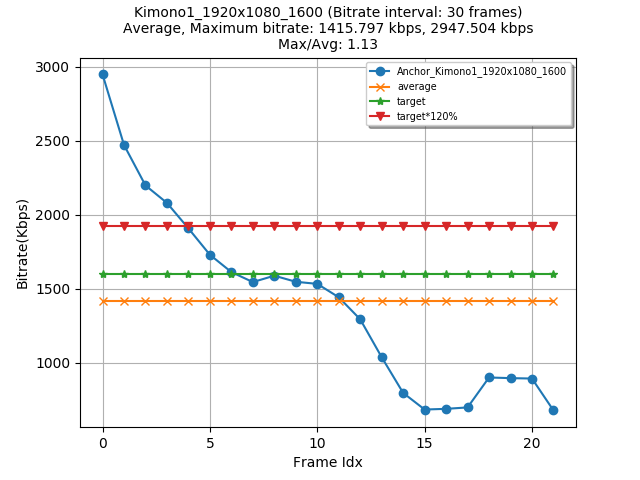 Kimono1_1920x1080_1600 (Bitrate interval: 30 frames)
Average, Maximum bitrate: 1415.797 kbps, 2947.504 kbps
Max/Avg: 1.13
Anchor_Kimono1_1920x1080_1600
average
target
target*120%
Bitrate(Kbps)
3000
2500
2000
1500
1000
0
5
10
15
20
Frame Idx